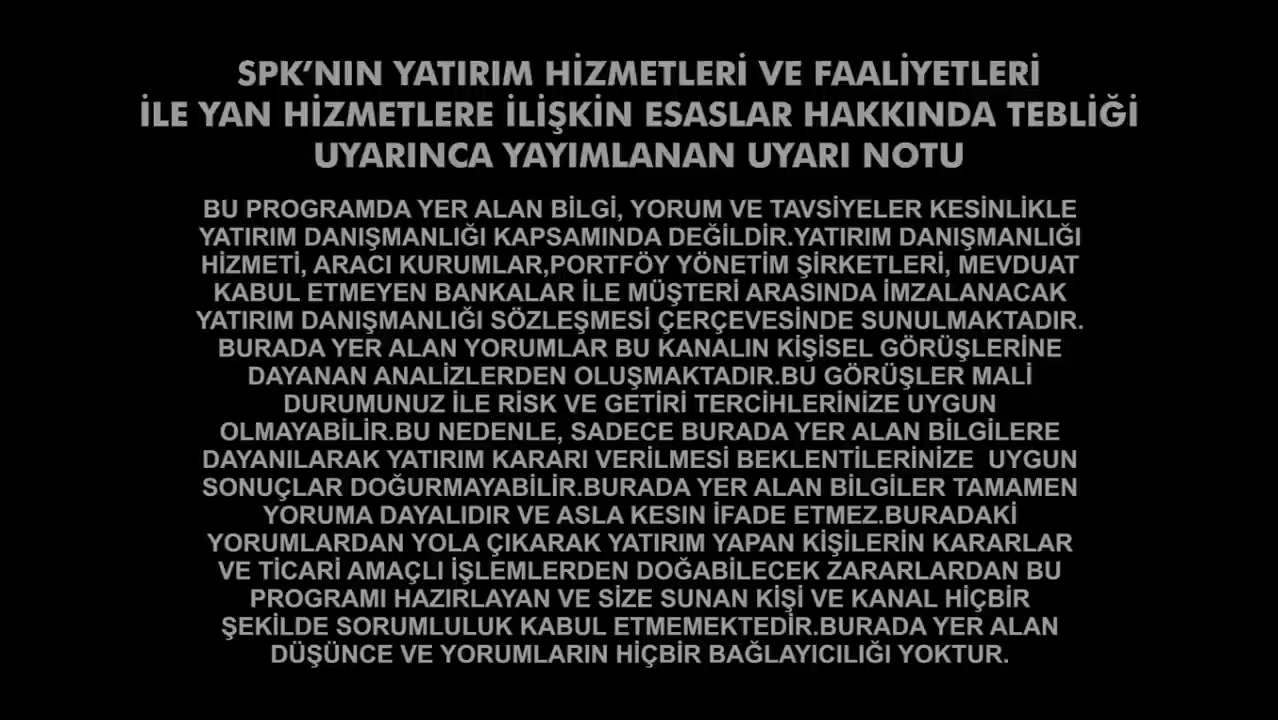 SPK’NIN YATIRIM HİZMETLERİ VE FAALİYETLERİ
İLE YAN HİZMETLERE İLİŞKİN ESASLAR HAKKINDA TEBLİĞİ
UYARINCA YAYIMLANAN UYARI NOTU
BU PROGRAMDA YER ALAN BİLGİ, YORUM VE TAVSİYELER KESİNLİKLE
YATIRIM DANIŞMANLIĞI KAPSAMINDA DEĞİLDİR.YATIRIM DANIŞMANLIĞI
HİZMETİ, ARACI KURUMLAR,PORTFÖY YÖNETİM ŞİRKETLERİ, MEVDUAT
KABUL ETMEYEN BANKALAR İLE MÜŞTERİ ARASINDA İMZALANACAK
YATIRIM DANIŞMANLIĞI SÖZLEŞMESİ ÇERÇEVESİNDE SUNULMAKTADIR.
BURADA YER ALAN YORUMLAR BU KANALIN KİŞİSEL GÖRÜŞLERİNE
DAYANAN ANALİZLERDEN OLUŞMAKTADIR.BU GÖRÜŞLER MALİ
DURUMUNUZ İLE RİSK VE GETİRİ TERCİHLERİNİZE UYGUN
OLMAYABİLİR.BU NEDENLE, SADECE BURADA YER ALAN BİLGİLERE
DAYANILARAK YATIRIM KARARI VERİLMESİ BEKLENTİLERİNİZE  UYGUN
SONUÇLAR DOĞURMAYABİLİR.BURADA YER ALAN BİLGİLER TAMAMEN
YORUMA DAYALIDIR VE ASLA KESIN İFADE ETMEZ.BURADAKİ
YORUMLARDAN YOLA ÇIKARAK YATIRIM YAPAN KİŞİLERİN KARARLAR
VE TİCARİ AMAÇLI İŞLEMLERDEN DOĞABİLECEK ZARARLARDAN BU
PROGRAMI HAZIRLAYAN VE SİZE SUNAN KİŞİ VE KANAL HİÇBİR
ŞEKİLDE SORUMLULUK KABUL ETMEMEKTEDİR.BURADA YER ALAN
DÜŞÜNCE VE YORUMLARIN HİÇBİR BAĞLAYICILIĞI YOKTUR.